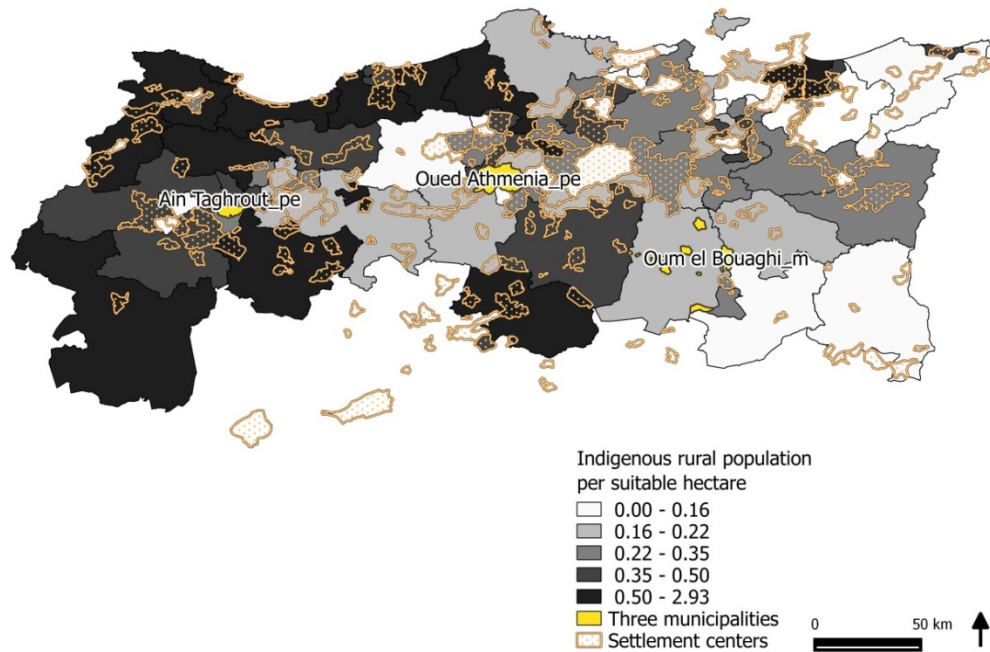 Oued Athmenia_pe
Ain Taghrout_pe
Oum el Bouaghi_m
Indigenous rural population
per suitable hectare
0.00 - 0.16
0.16 - 0.22
0.22 - 0.35
0.35 - 0.50
0.50 - 2.93
Three municipalities
Settlement centers
0 50 km